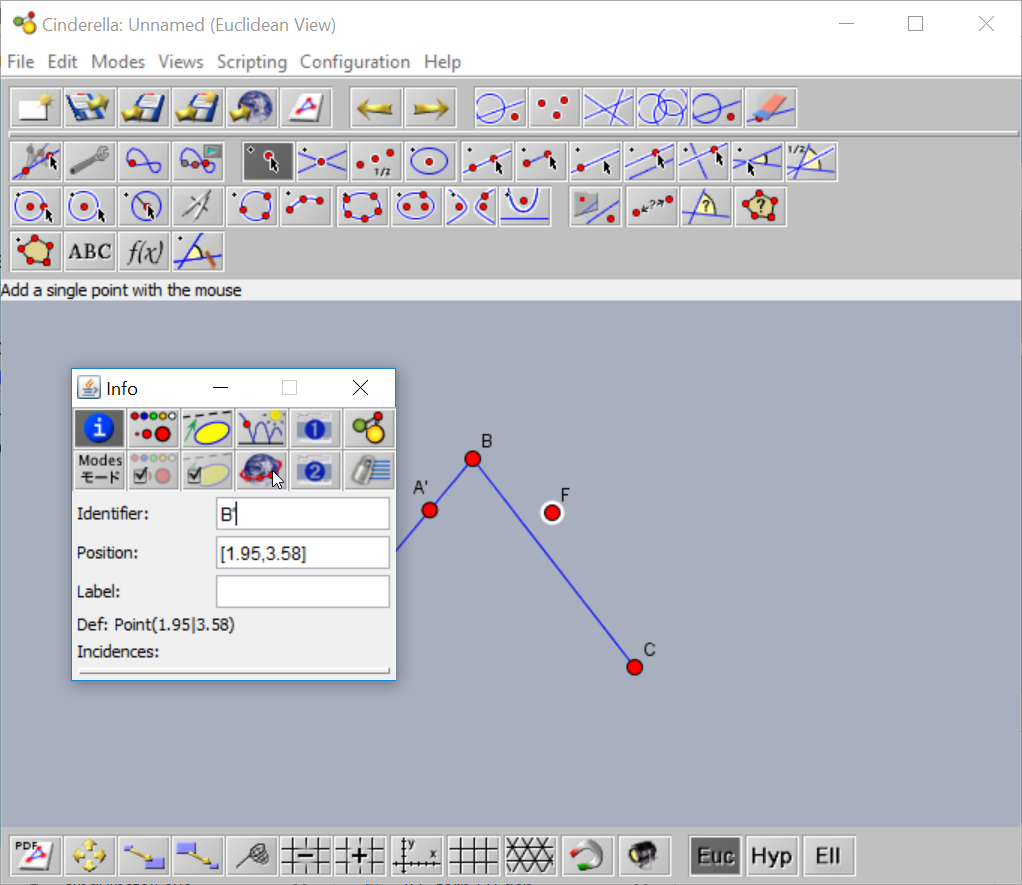 Cinderella: Unnamed (Euclidean View)
File Edit Modes Views Scripting Configuration Help
1/2
1/2
?
?
?
ABC f(x)
Add a single point with the mouse
Info
i 1
Modes
モード
2
Identifier: B'
Position: [1.95,3.58]
Label:
Def: Point(1.95|3.58)
Incidences:
B
A'
F
C
PDF y x Euc Hyp Ell